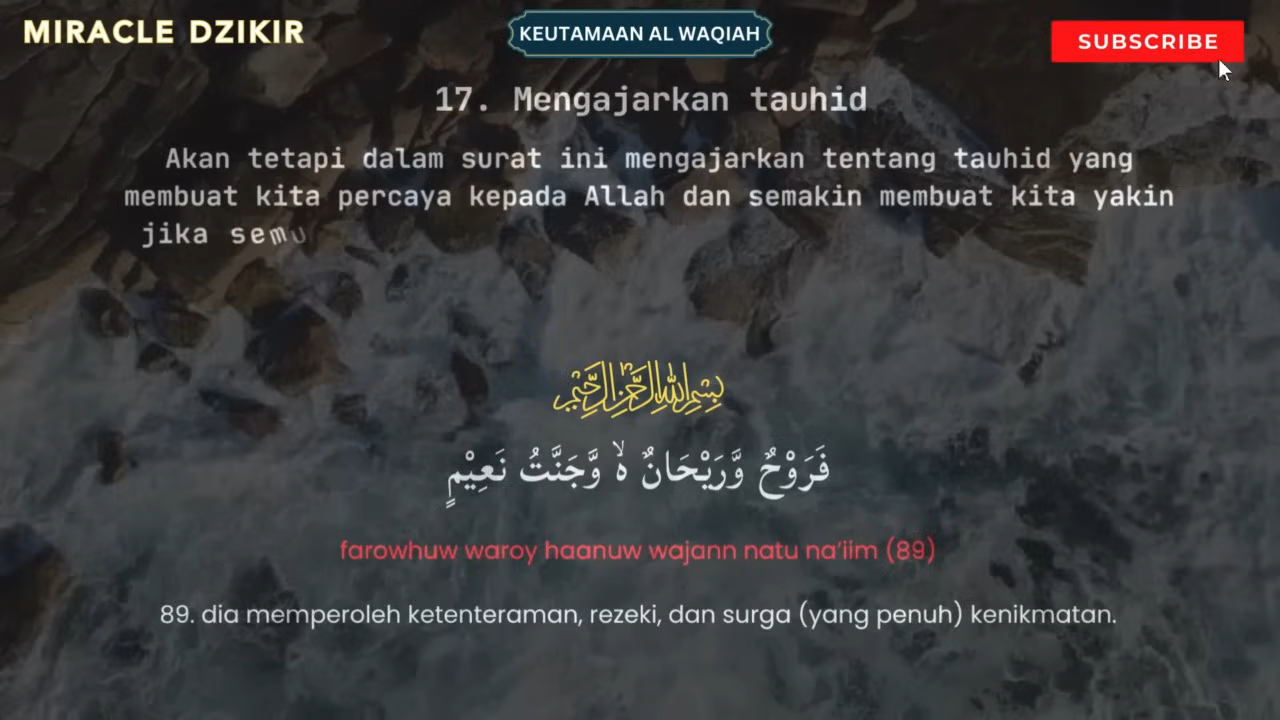 MIRACLE DZIKIR
KEUTAMAAN AL WAQIAH
SUBSCRIBE
17. Mengajarkan tauhid
Akan tetapi dalam surat ini mengajarkan tentang tauhid yang
membuat kita percaya kepada Allah dan semakin membuat kita yakin
jika semu
بِسْمِ اللهِ الرَّحْمٰنِ الرَّحِيْمِ
فَرَوْحٌ وَّرَيْحَانٌ ەۙ وَّجَنَّتُ نَعِيْمٍ
farowhuw waroy haanuw wajann natu na’iim (89)
89. dia memperoleh ketenteraman, rezeki, dan surga (yang penuh) kenikmatan.